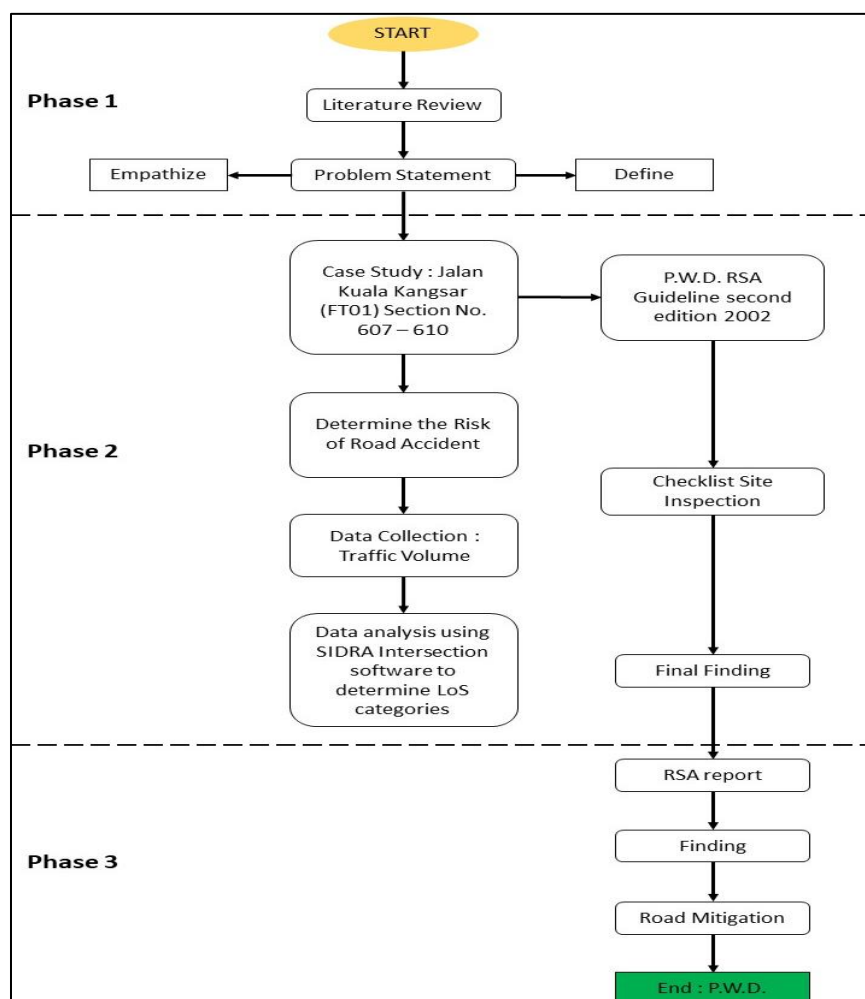 START
Phase 1
Literature Review
Empathize
Problem Statement
Define
Case Study : Jalan
Kuala Kangsar
(FT01) Section No.
607 – 610
P.W.D. RSA
Guideline second
edition 2002
Phase 2
Determine the Risk
of Road Accident
Checklist Site
Inspection
Data Collection :
Traffic Volume
Data analysis using
SIDRA Intersection
software to
determine LoS
categories
Final Finding
Phase 3
RSA report
Finding
Road Mitigation
End : P.W.D.